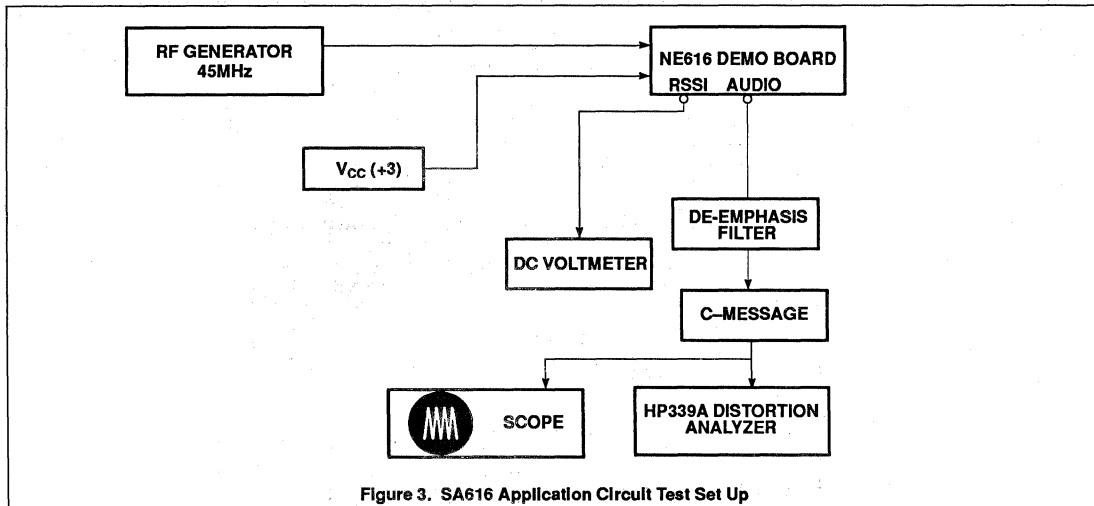 RF GENERATOR
45MHz
NE616 DEMO BOARD
RSSI AUDIO
VCC (+3)
DE-EMPHASIS
FILTER
DC VOLTMETER
C–MESSAGE
SCOPE
HP339A DISTORTION
ANALYZER
Figure 3. SA616 Application Circuit Test Set Up